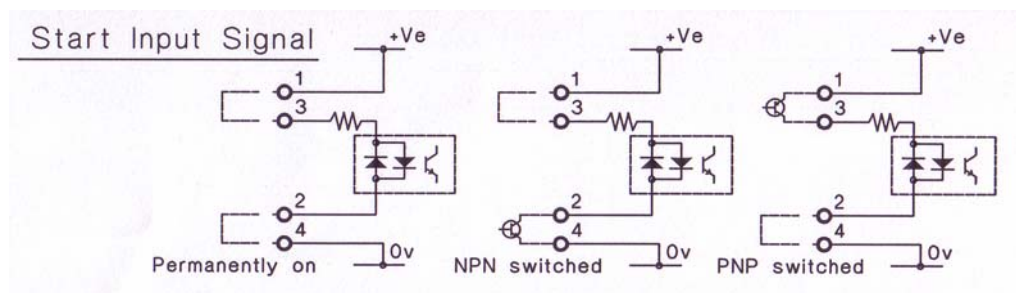 Start Input Signal
+Ve
1
3
2
4
0v
Permanently on
+Ve
1
3
2
4
0v
NPN switched
+Ve
1
3
2
4
0v
PNP switched